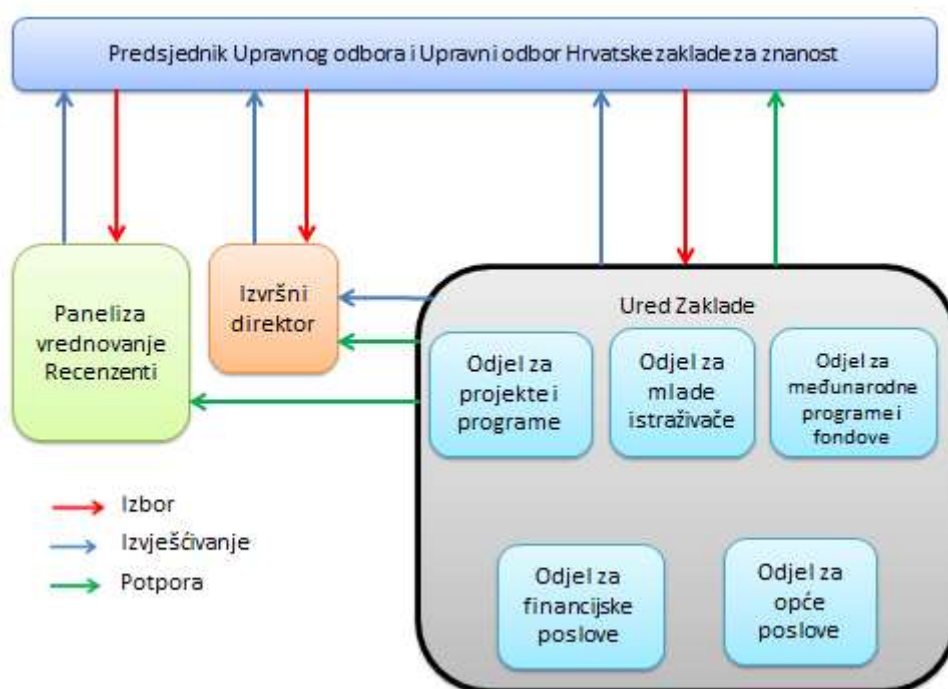 Predsjednik Upravnog odbora i Upravni odbor Hrvatske zaklade za znanost
Paneli za
vrednovanje
Recenzenti
Izvršni
direktor
Ured Zaklade
Odjel za
projekte i
programe
Odjel za
mlade
istraživače
Odjel za
međunarodne
programe i
fondove
Odjel za
financijske
poslove
Odjel za
opće
poslove
Izbor
Izvješćivanje
Potpora